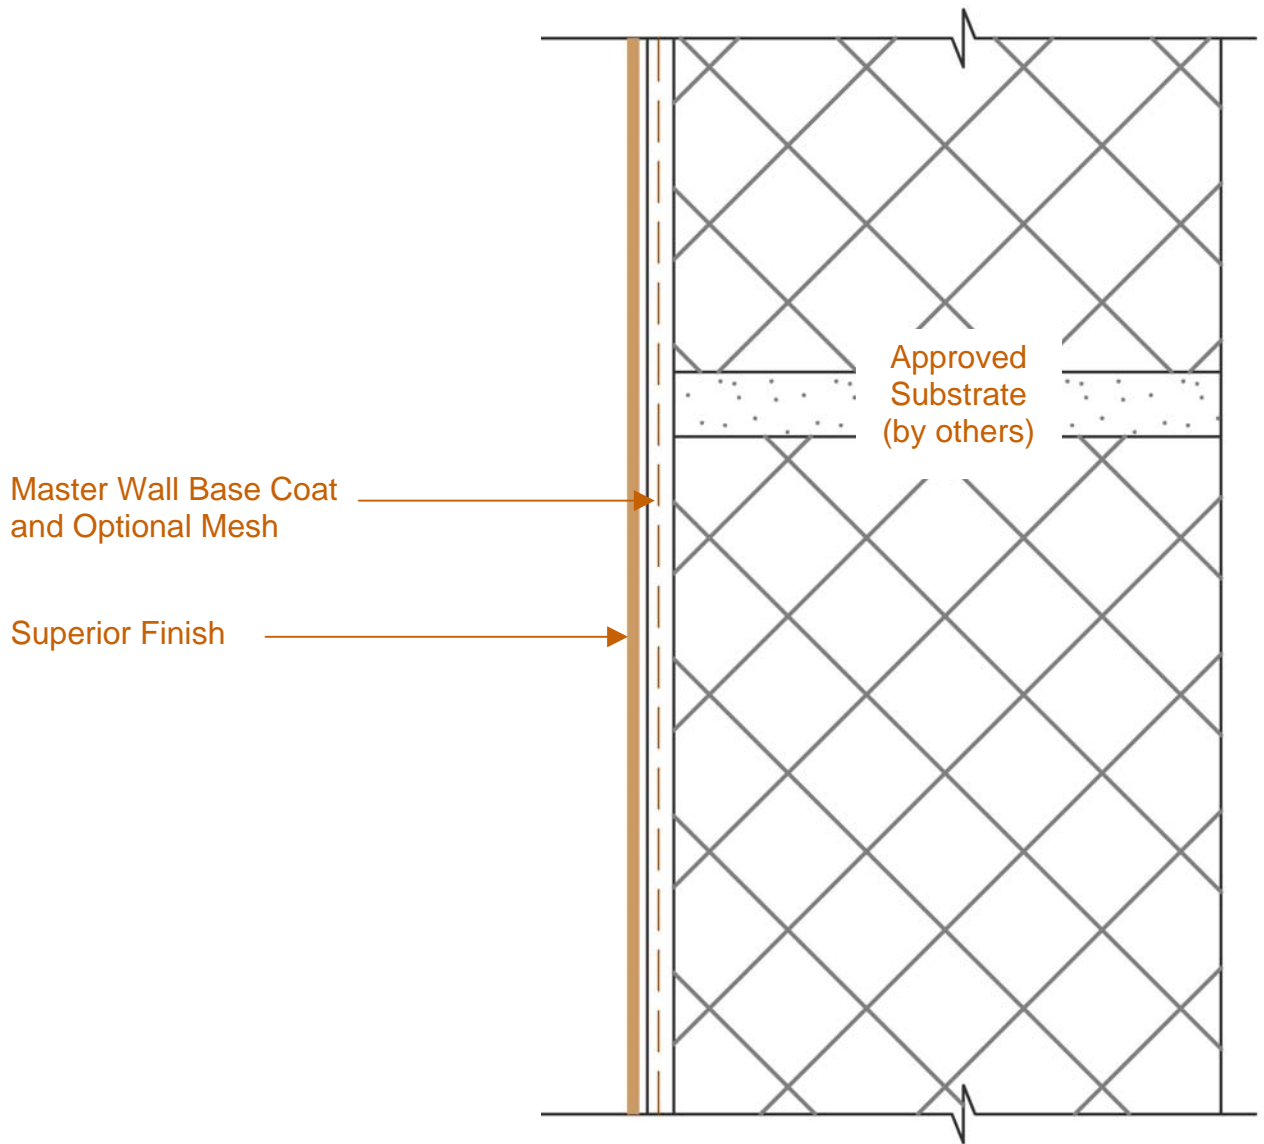 Approved
Substrate
(by others)
Master Wall Base Coat
and Optional Mesh
Superior Finish